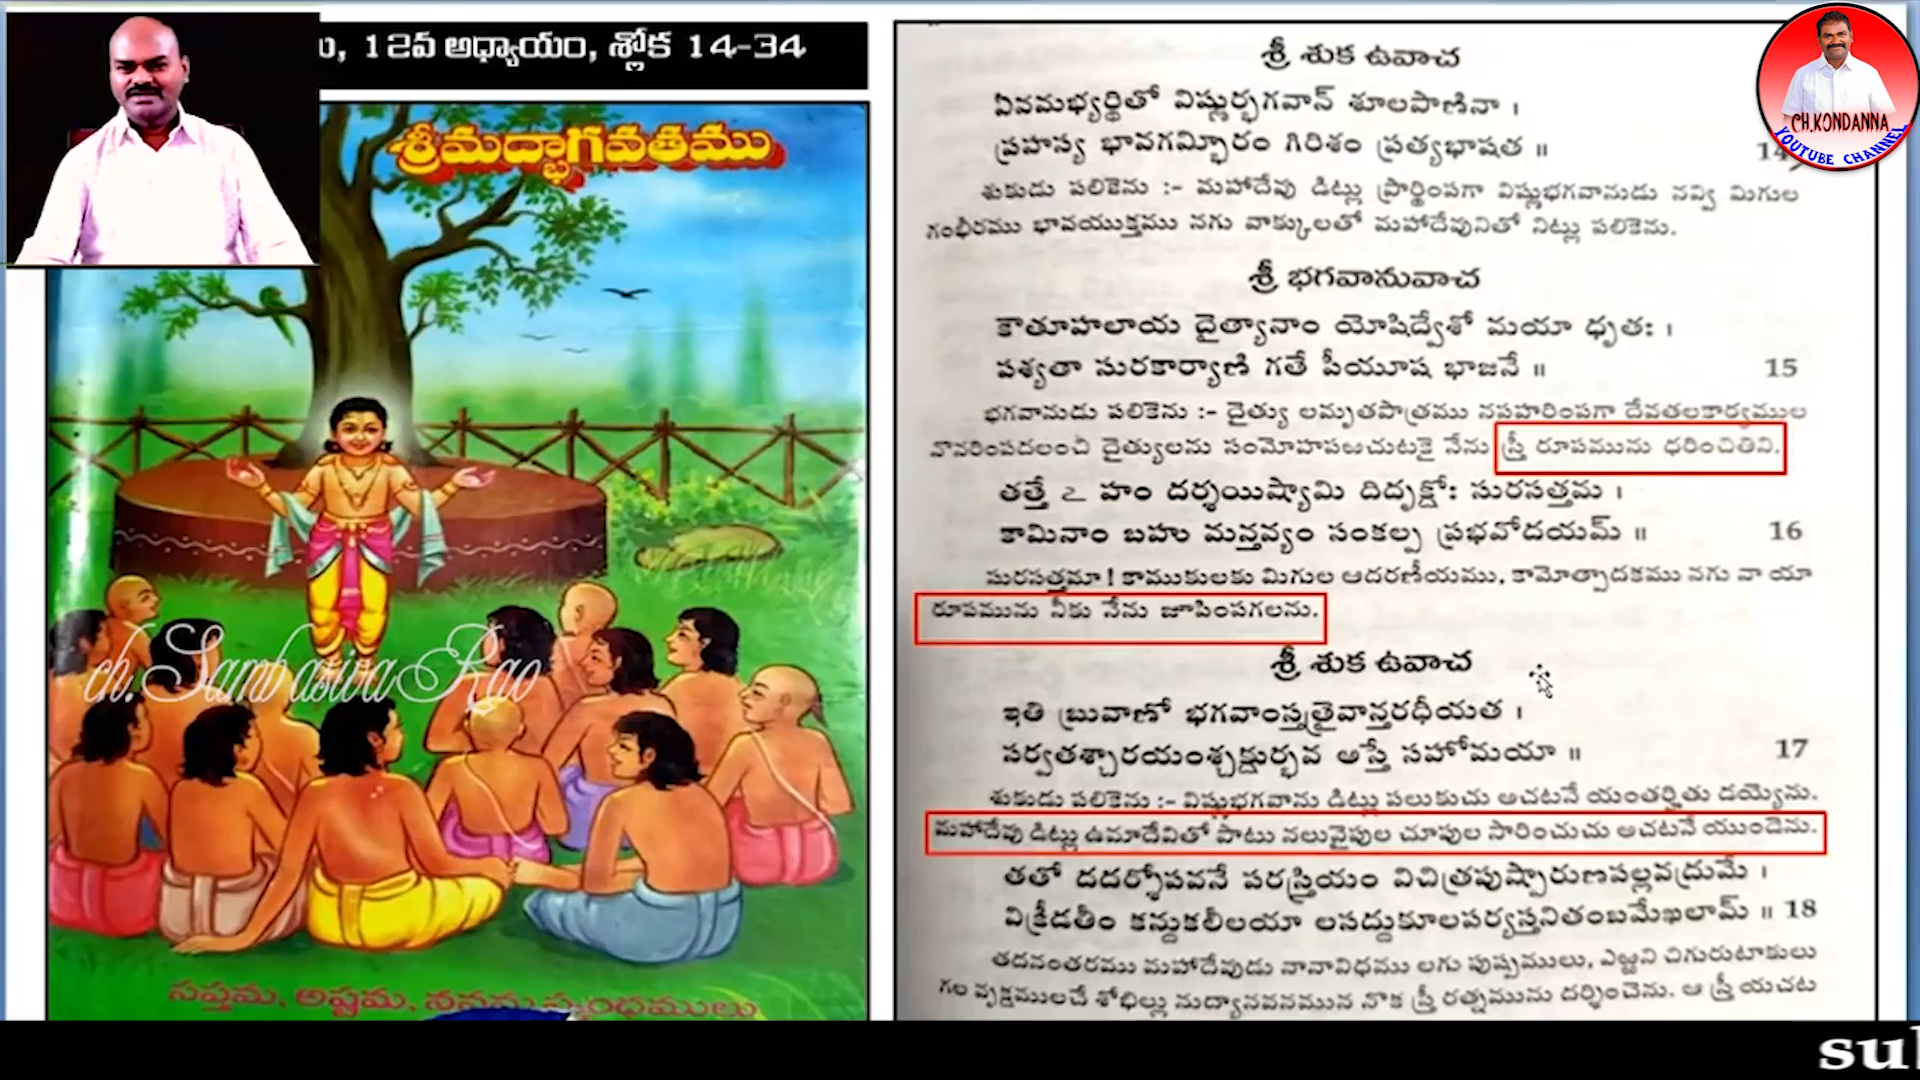 , 12వ అధ్యాయం, శ్లోక 14-34
శ్రీమద్భాగవతము
ch.Sambasiva Rao
సప్తమ, అష్టమ, నవమ స్కంధములు
శ్రీ శుక ఉవాచ
ఏవమభ్యర్థితో విష్ణుర్భగవాన్ శూలపాణినా ।
ప్రహస్య భావగమ్భీరం గిరిశం ప్రత్యభాషత ॥ 14
శుకుడు పలికెను :- మహాదేవు డిట్లు ప్రార్థింపగా విష్ణుభగవానుడు నవ్వి మిగుల
గంభీరము భావయుక్తము నగు వాక్కులతో మహాదేవునితో నిట్లు పలికెను.
శ్రీ భగవానువాచ
కౌతూహలాయ దైత్యానాం యోషిద్వేశో మయా ధృతః ।
పశ్యతా సురకార్యాణి గతే పీయూష భాజనే ॥ 15
భగవానుడు పలికెను :- దైత్యు లమృతపాత్రము నపహరింపగా దేవతలకార్యముల
నొనరింపదలంచి దైత్యులను సంమోహపఱచుటకై నేను స్త్రీ రూపమును ధరించితిని.
తత్తే ఽ హం దర్శయిష్యామి దిదృక్షోః సురసత్తమ ।
కామినాం బహు మన్తవ్యం సంకల్ప ప్రభవోదయమ్ ॥ 16
సురసత్తమా! కాముకులకు మిగుల ఆదరణీయము, కామోత్పాదకము నగు నా యా
రూపమును నీకు నేను జూపింపగలను.
శ్రీ శుక ఉవాచ
ఇతి బ్రువాణో భగవాంస్తత్రైవాన్తరధీయత ।
సర్వతశ్చారయంశ్చక్షుర్భవ ఆస్తే సహోమయా ॥ 17
శుకుడు పలికెను :- విష్ణుభగవాను డిట్లు పలుకుచు అచటనే యంతర్హితు డయ్యెను.
మహాదేవు డిట్లు ఉమాదేవితో పాటు నలువైపుల చూపుల సారించుచు అచటనే యుండెను.
తతో దదర్శోపవనే పరస్త్రియం విచిత్రపుష్పారుణపల్లవద్రుమే ।
విక్రీడతీం కన్దుకలీలయా లసద్దుకూలపర్యస్తనితంబమేఖలామ్ ॥ 18
తదనంతరము మహాదేవుడు నానావిధము లగు పుష్పములు, ఎఱ్ఱని చిగురుటాకులు
గల వృక్షములచే శోభిల్లు నుద్యానవనమున నొక స్త్రీ రత్నమును దర్శించెను. ఆ స్త్రీ యచట
CH.KONDANNA
YOUTUBE CHANNEL